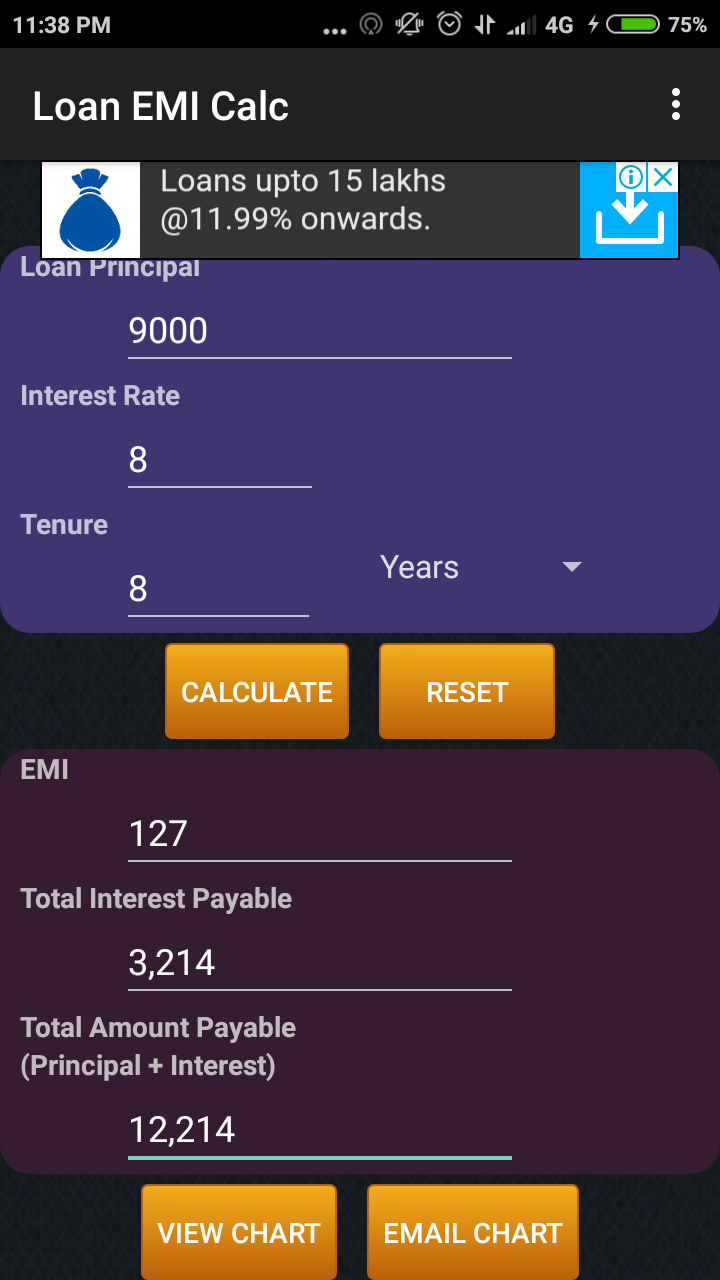 11:38 PM
... 4G 75%
Loan EMI Calc
Loans upto 15 lakhs
@11.99% onwards.
Loan Principal
9000
Interest Rate
8
Tenure
8
Years
CALCULATE
RESET
EMI
127
Total Interest Payable
3,214
Total Amount Payable
(Principal + Interest)
12,214
VIEW CHART
EMAIL CHART